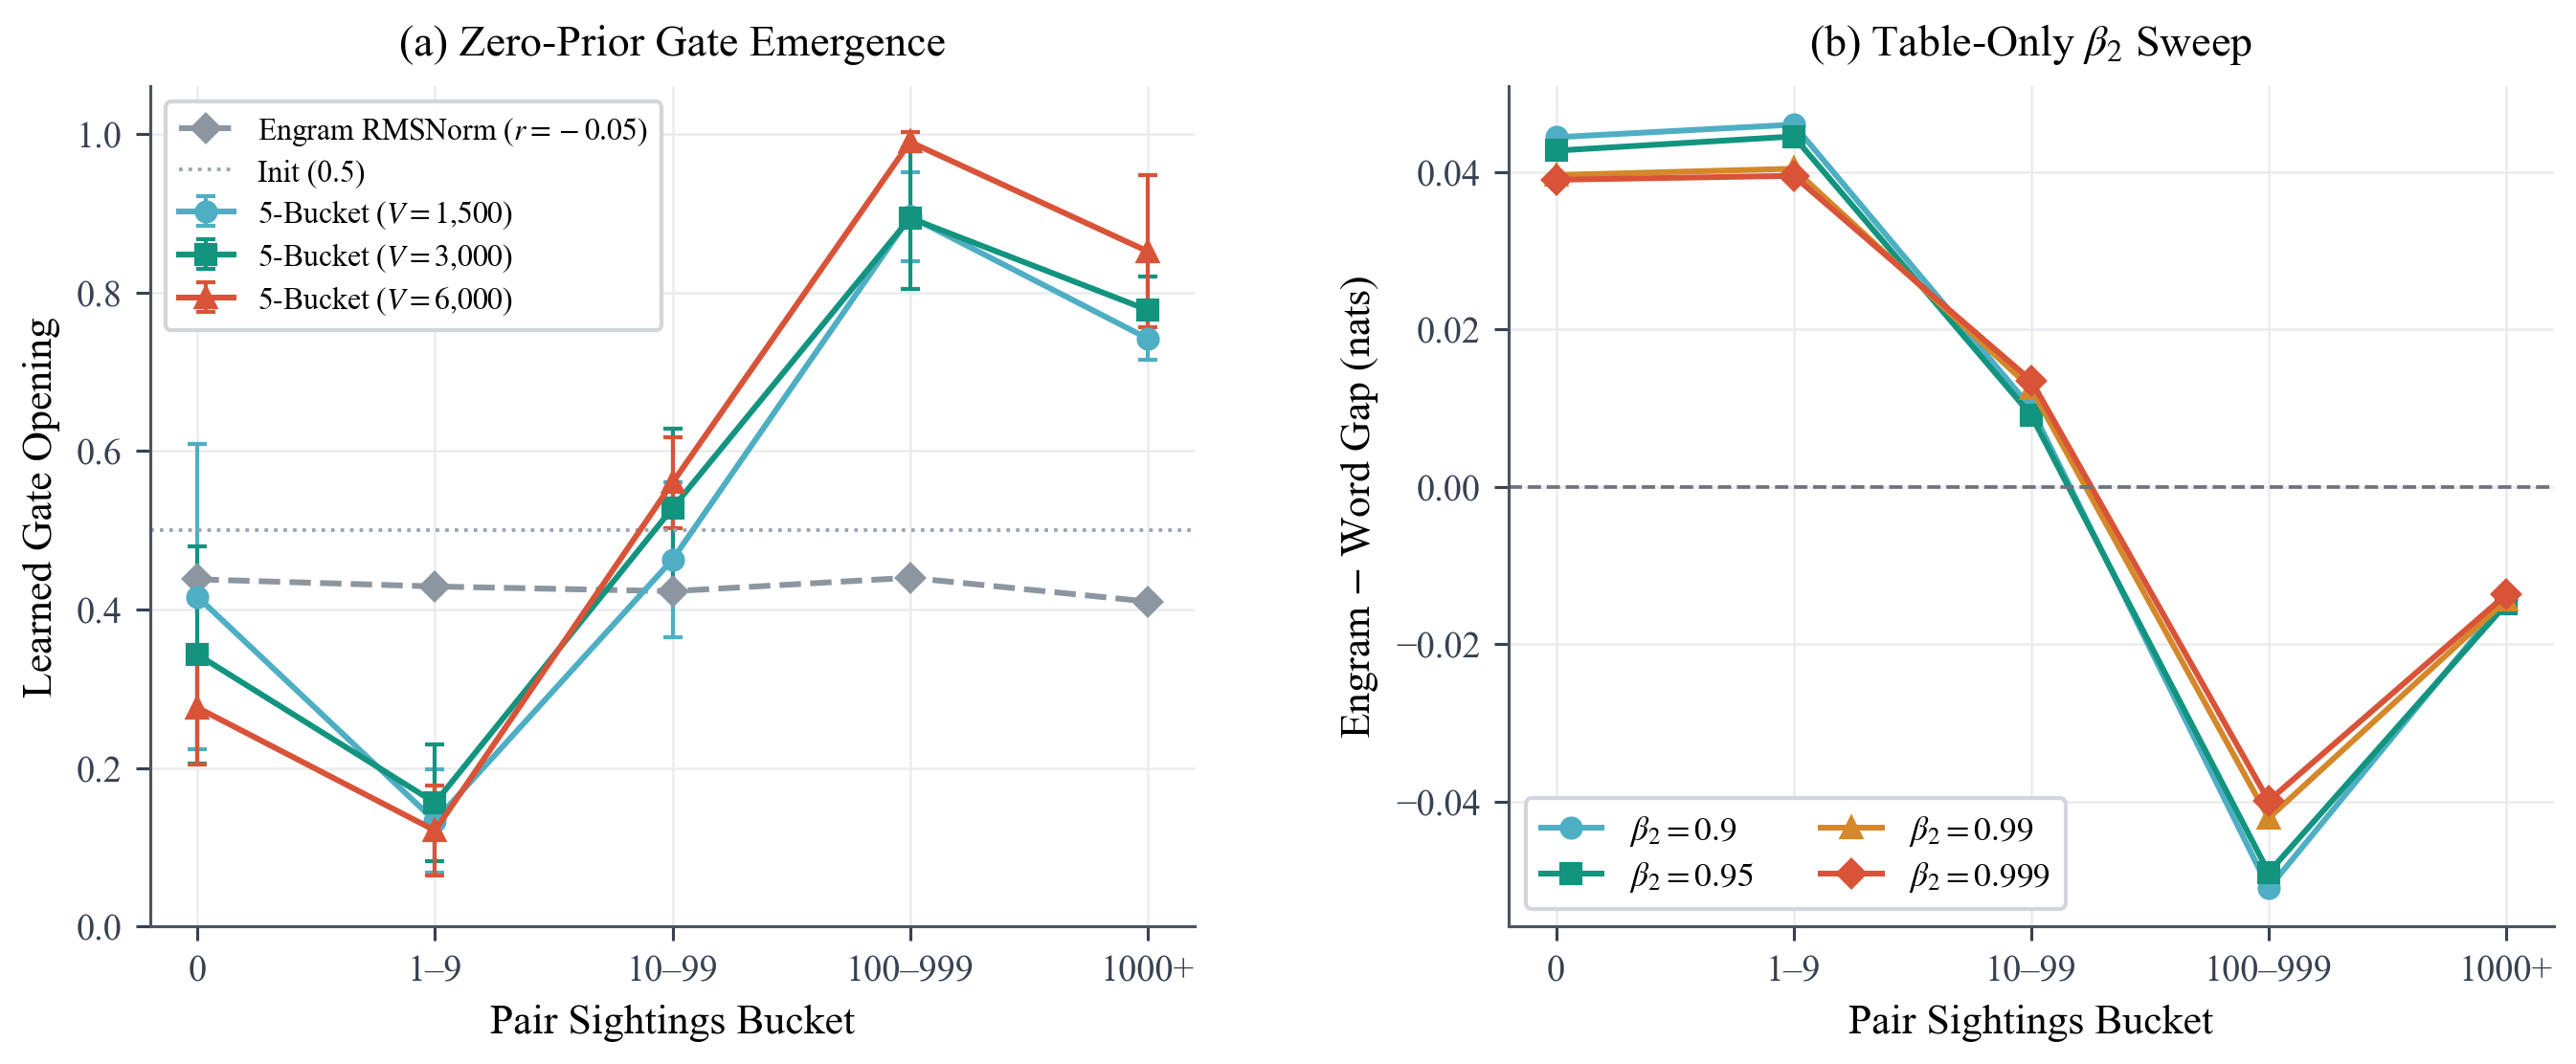 (a) Zero-Prior Gate Emergence
Learned Gate Opening
1.0
0.8
0.6
0.4
0.2
0.0
Engram RMSNorm (r = −0.05)
Init (0.5)
5-Bucket (V = 1,500)
5-Bucket (V = 3,000)
5-Bucket (V = 6,000)
0
1–9
10–99
100–999
1000+
Pair Sightings Bucket
(b) Table-Only β₂ Sweep
Engram − Word Gap (nats)
0.04
0.02
0.00
−0.02
−0.04
β₂ = 0.9
β₂ = 0.95
β₂ = 0.99
β₂ = 0.999
0
1–9
10–99
100–999
1000+
Pair Sightings Bucket